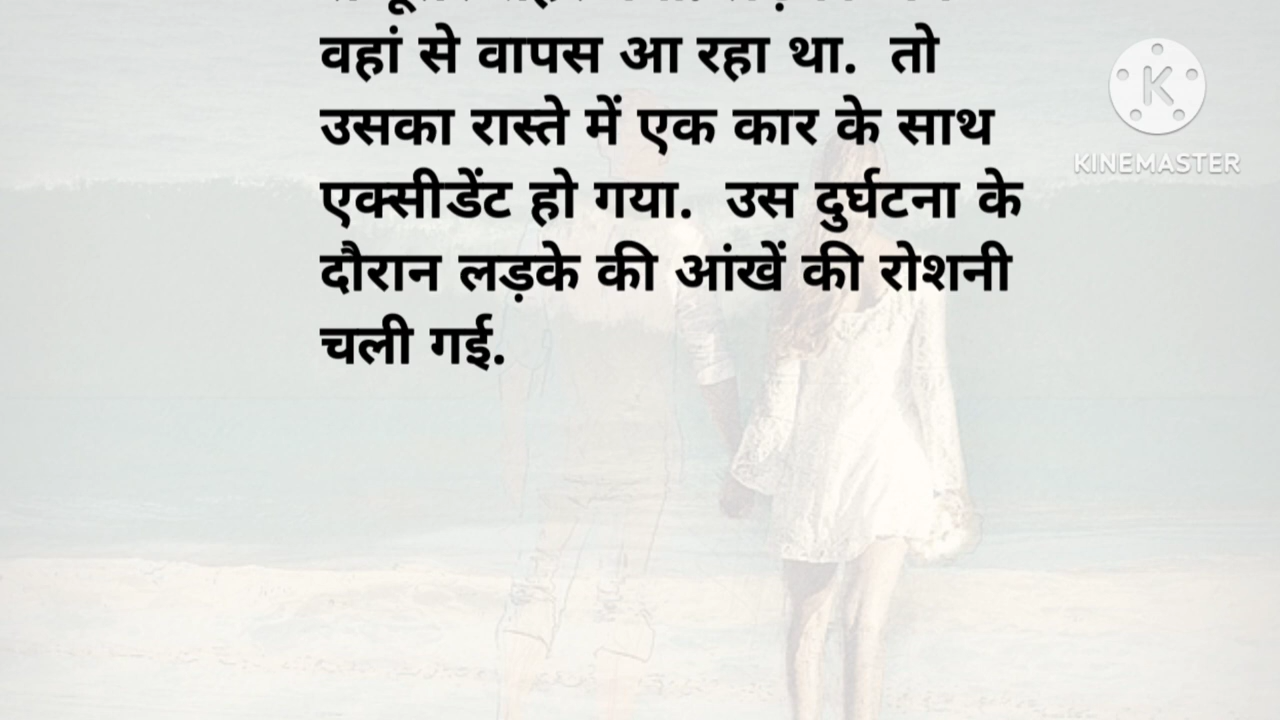 वहां से वापस आ रहा था. तो
उसका रास्ते में एक कार के साथ
एक्सीडेंट हो गया. उस दुर्घटना के
दौरान लड़के की आंखें की रोशनी
चली गई.
KINEMASTER